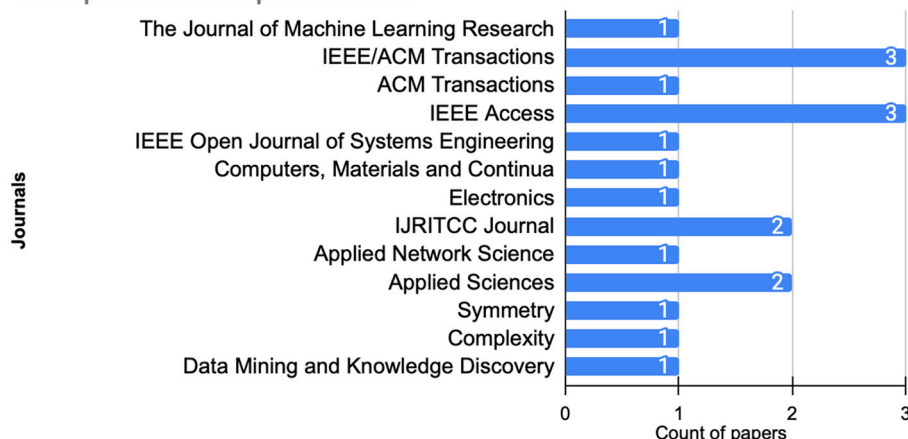 The Journal of Machine Learning Research 1
IEEE/ACM Transactions 3
ACM Transactions 1
IEEE Access 3
IEEE Open Journal of Systems Engineering 1
Computers, Materials and Continua 1
Electronics 1
IJRITCC Journal 2
Applied Network Science 1
Applied Sciences 2
Symmetry 1
Complexity 1
Data Mining and Knowledge Discovery 1
Journals
0 1 2 3
Count of papers